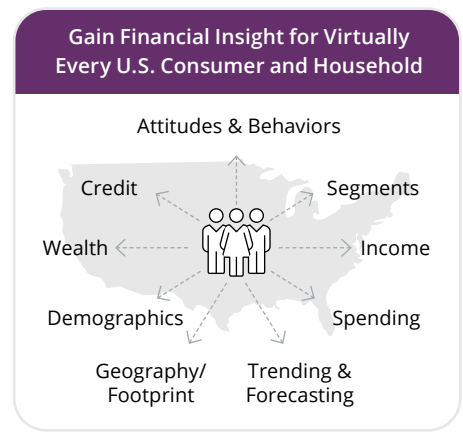 Gain Financial Insight for Virtually
Every U.S. Consumer and Household
Attitudes & Behaviors
Credit
Segments
Wealth
Income
Demographics
Spending
Geography/
Footprint
Trending &
Forecasting